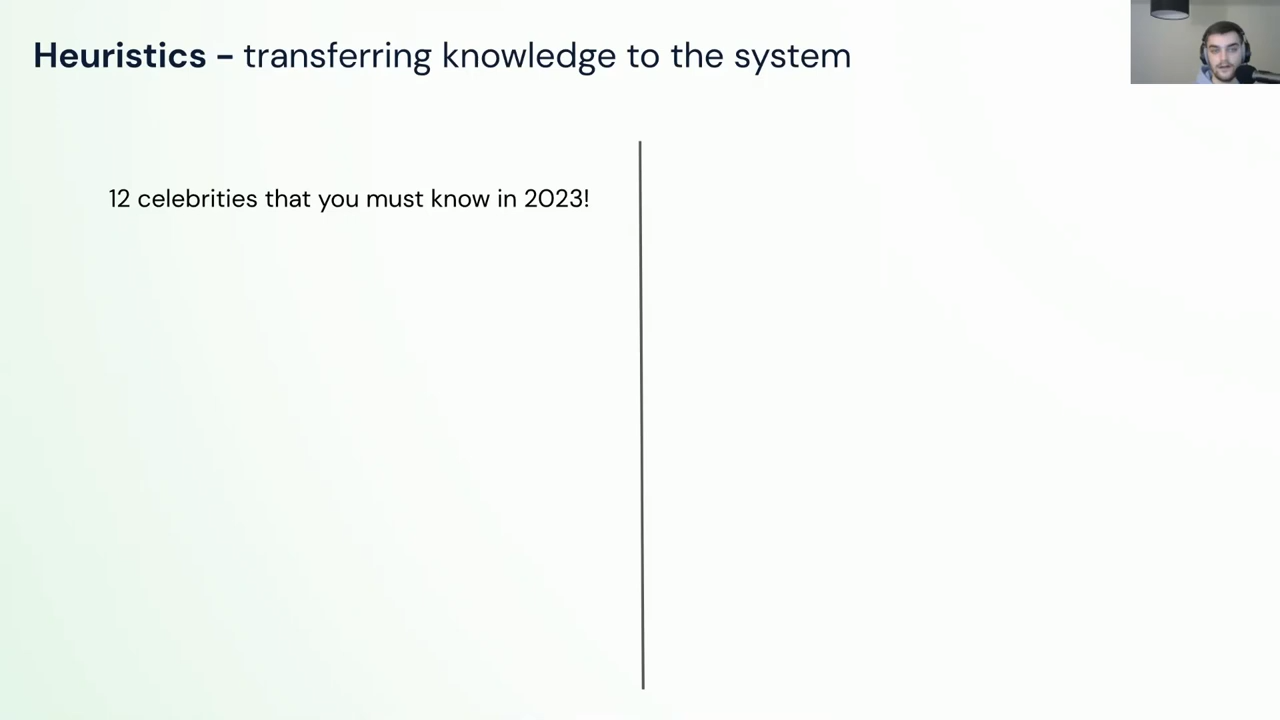 Heuristics – transferring knowledge to the system
12 celebrities that you must know in 2023!